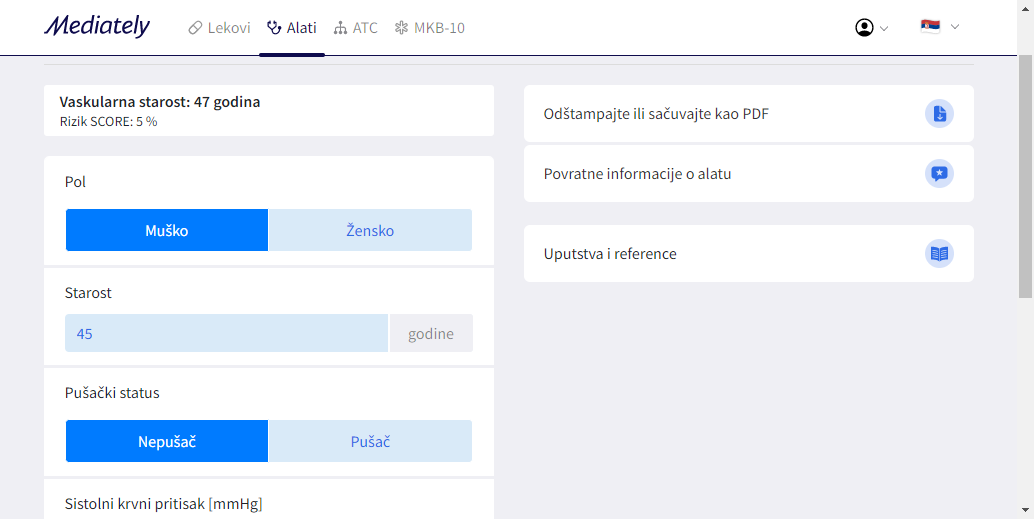 Mediately
Lekovi
Alati
ATC
MKB-10
Vaskularna starost: 47 godina
Rizik SCORE: 5 %
Pol
Muško
Žensko
Starost
45
godine
Pušački status
Nepušač
Pušač
Sistolni krvni pritisak [mmHg]
Odštampajte ili sačuvajte kao PDF
Povratne informacije o alatu
Uputstva i reference